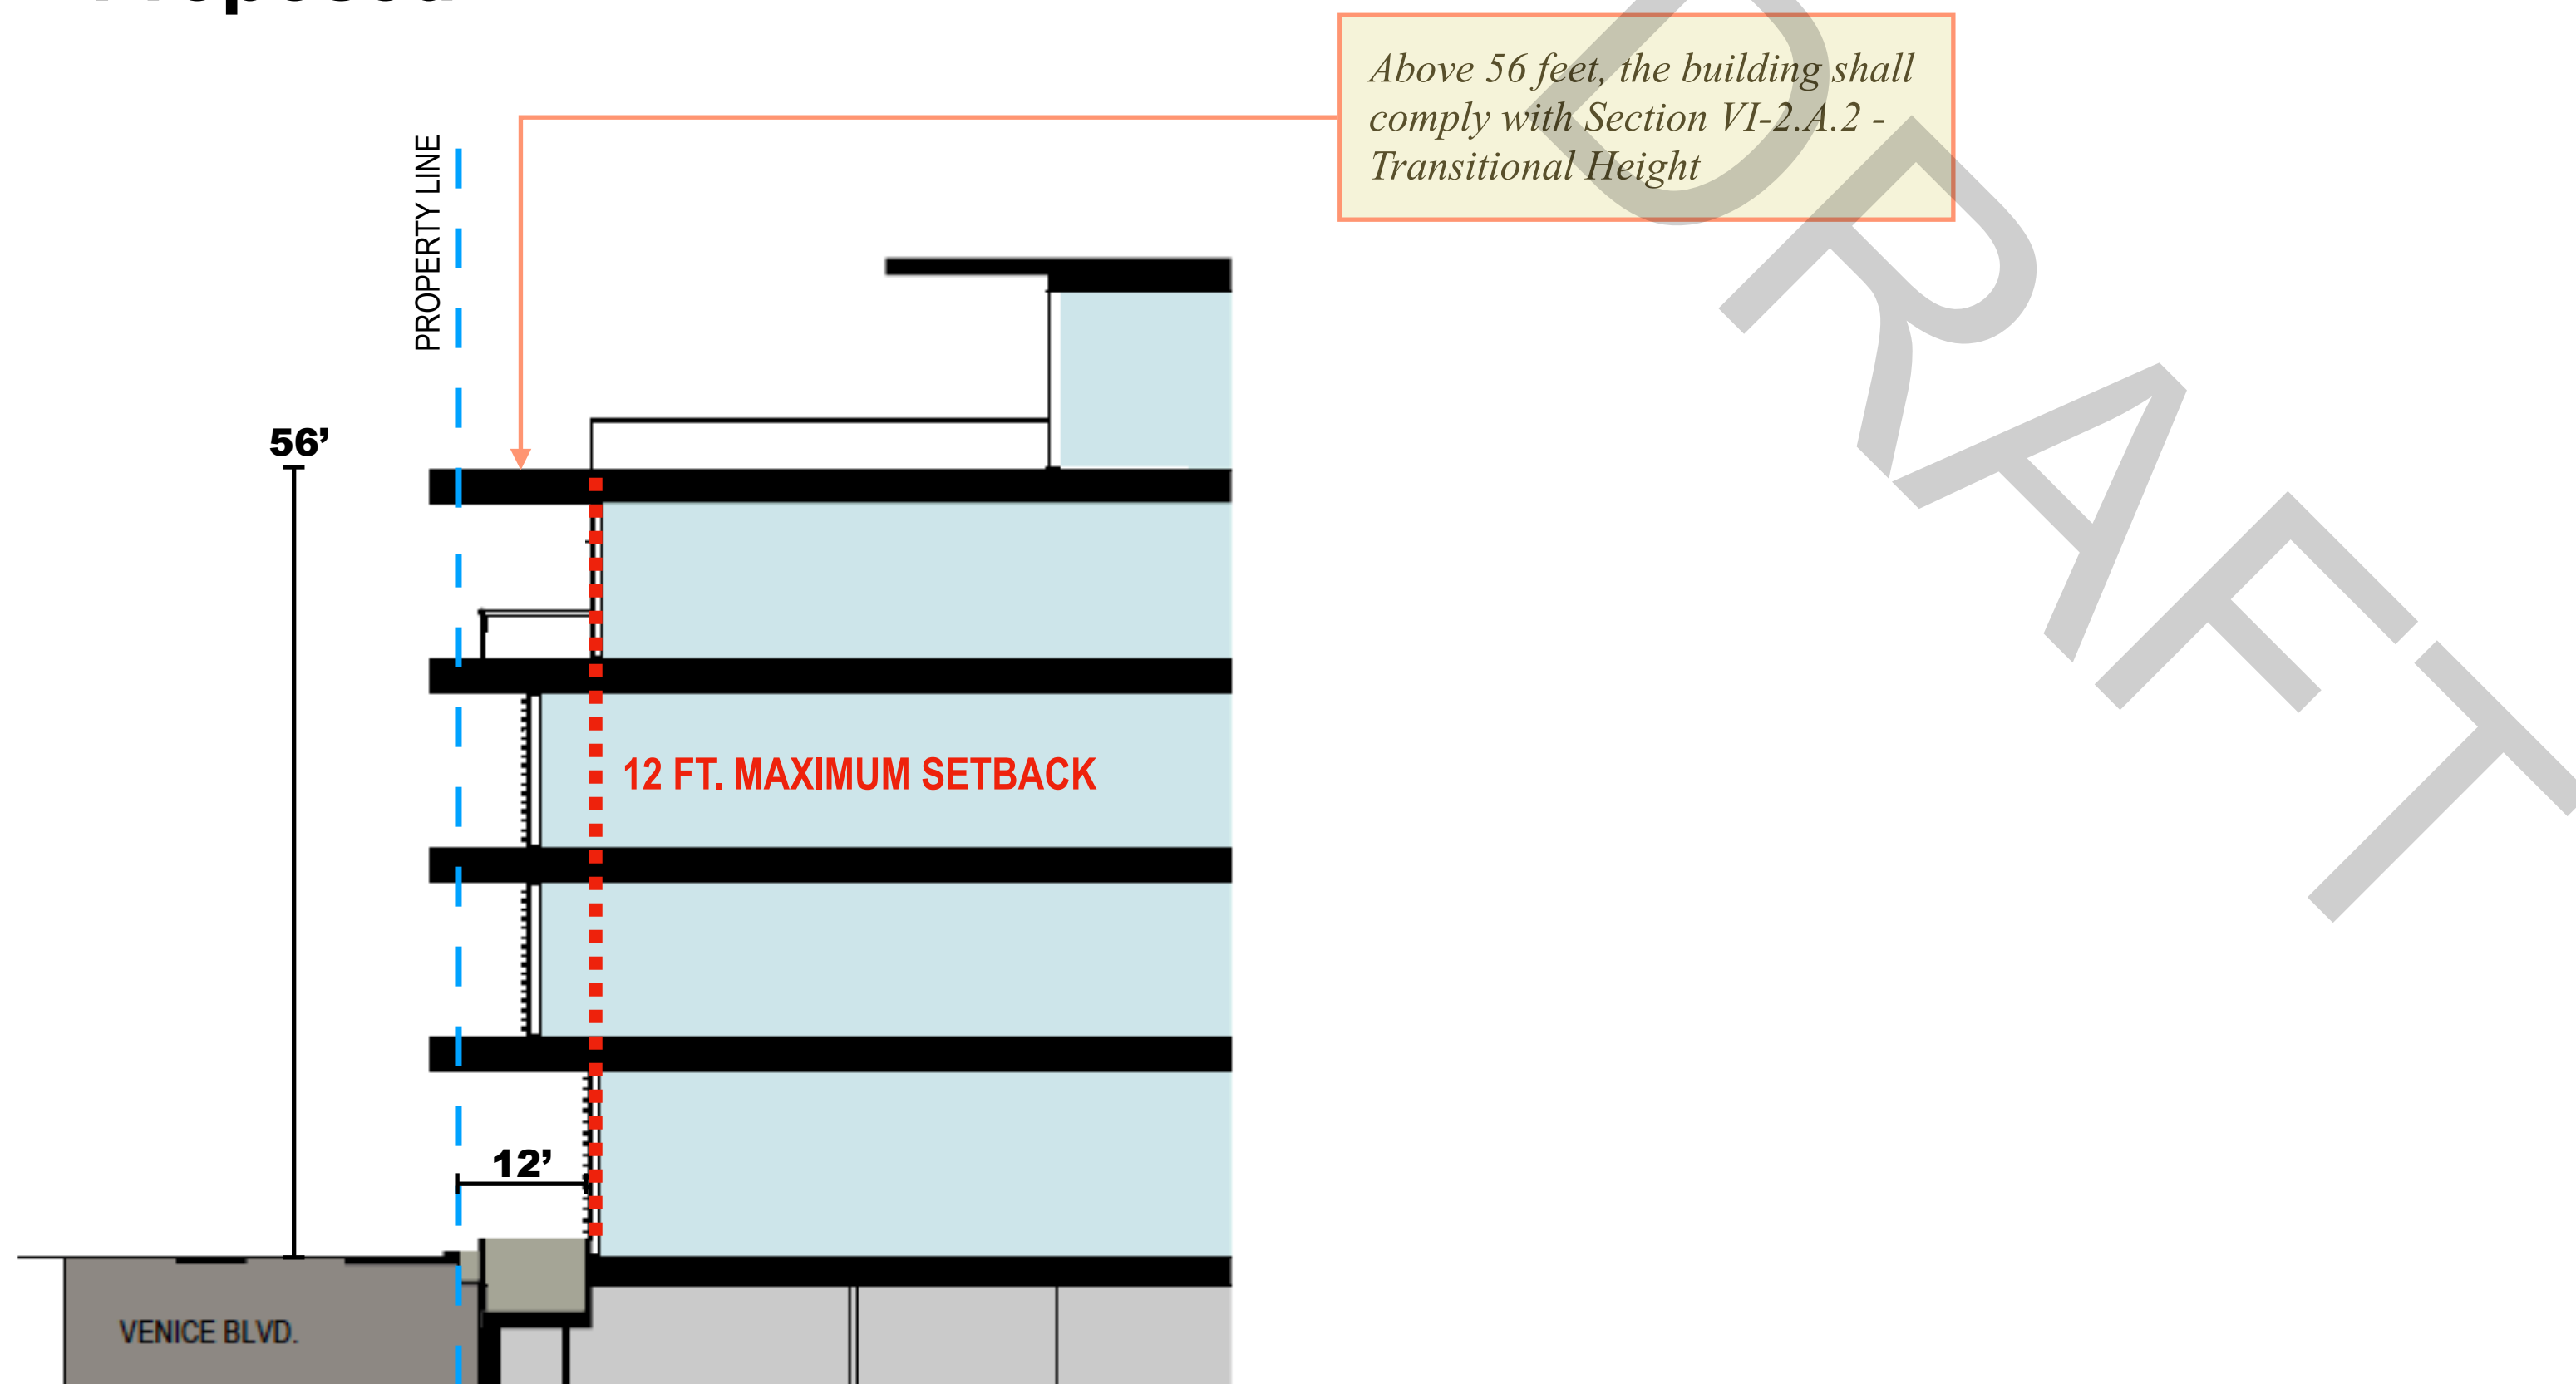 Proposed
Above 56 feet, the building shall
comply with Section VI-2.A.2 -
Transitional Height
PROPERTY LINE
56’
12 FT. MAXIMUM SETBACK
12’
VENICE BLVD.
DRAFT